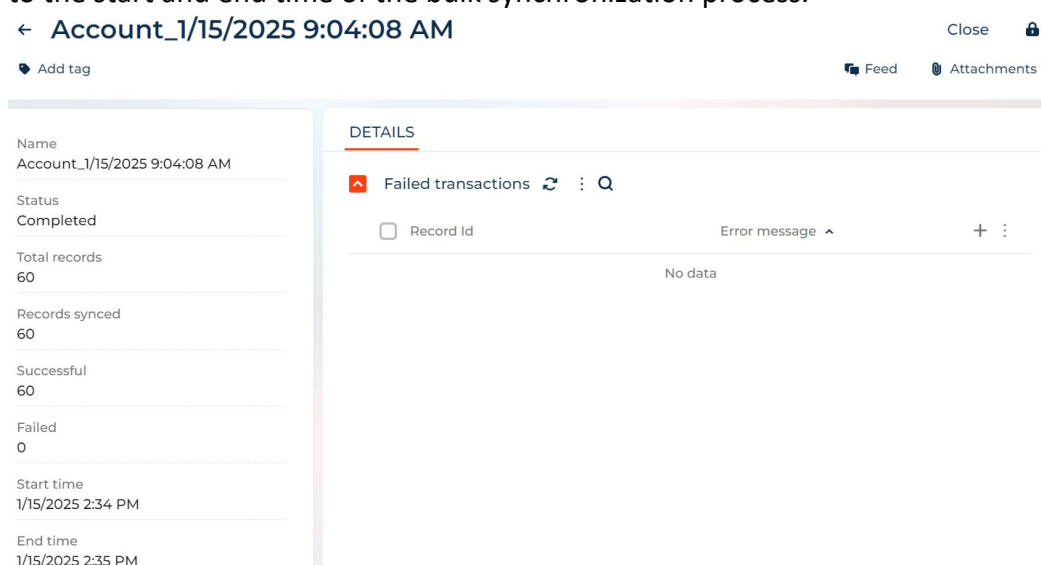 to the start and end time of the bulk synchronization process.
Account_1/15/2025 9:04:08 AM
Close
Add tag
Feed
Attachments
Name
Account_1/15/2025 9:04:08 AM
Status
Completed
Total records
60
Records synced
60
Successful
60
Failed
0
Start time
1/15/2025 2:34 PM
End time
1/15/2025 2:35 PM
DETAILS
Failed transactions
Record Id
Error message
No data